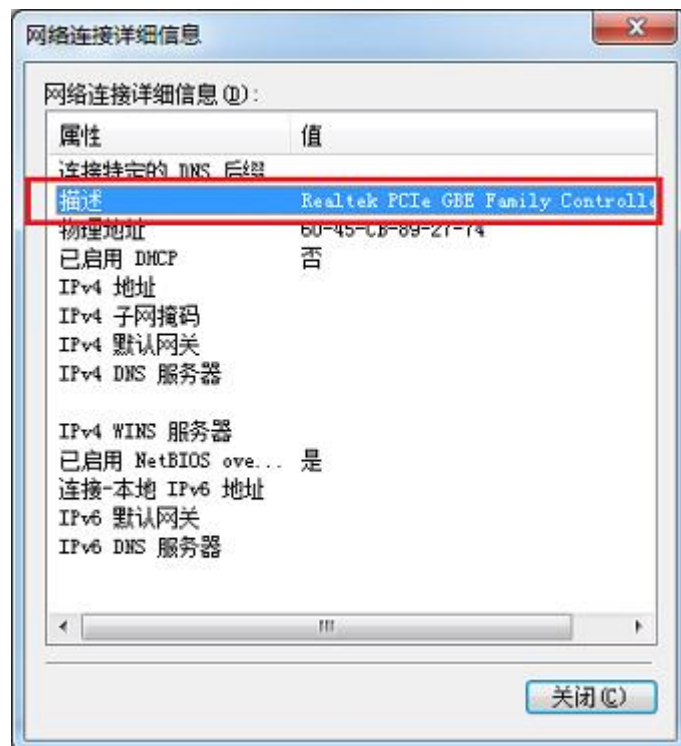 网络连接详细信息
网络连接详细信息(D):
属性 值
连接特定的 DNS 后缀
描述 Realtek PCIe GBE Family Controlle
物理地址 60-45-CB-89-27-74
已启用 DHCP 否
IPv4 地址
IPv4 子网掩码
IPv4 默认网关
IPv4 DNS 服务器
IPv4 WINS 服务器
已启用 NetBIOS ove... 是
连接-本地 IPv6 地址
IPv6 默认网关
IPv6 DNS 服务器
关闭(C)